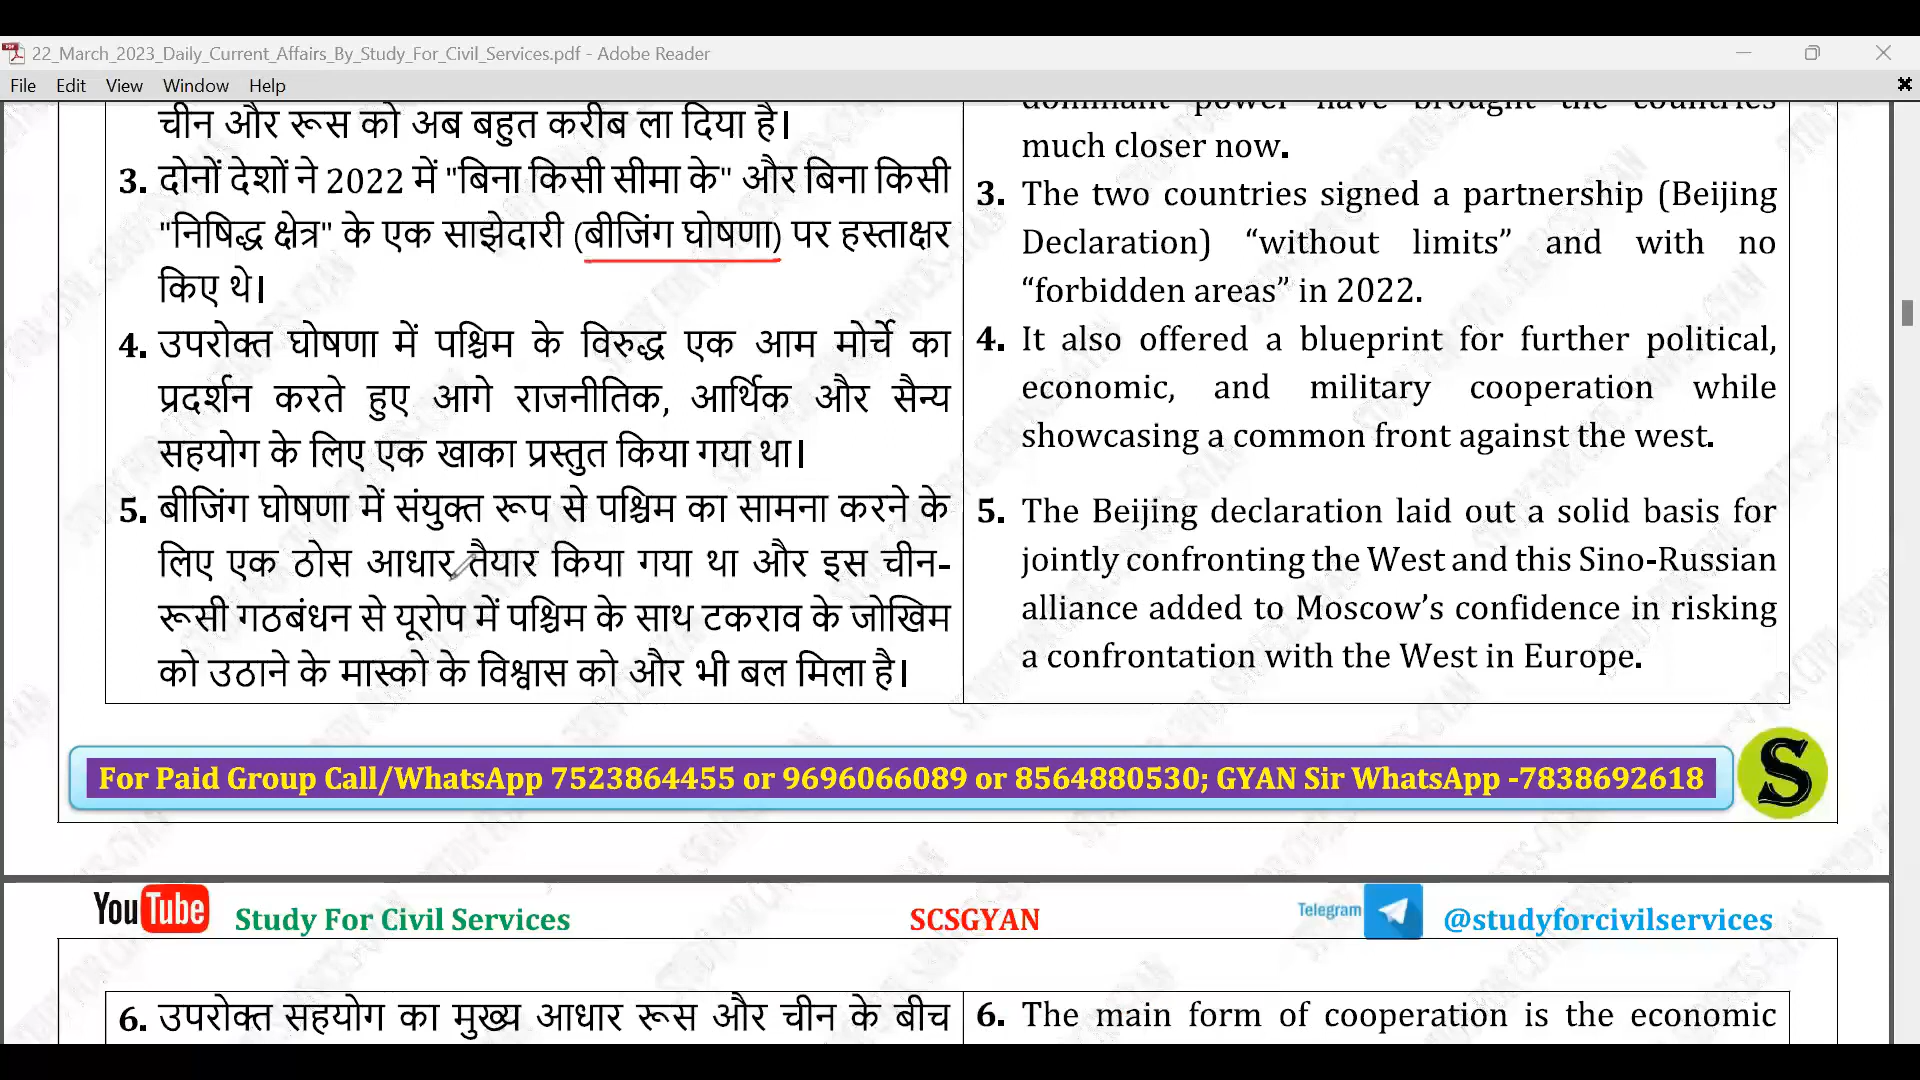 22_March_2023_Daily_Current_Affairs_By_Study_For_Civil_Services.pdf - Adobe Reader
File Edit View Window Help
चीन और रूस को अब बहुत करीब ला दिया है।
3. दोनों देशों ने 2022 में "बिना किसी सीमा के" और बिना किसी
"निषिद्ध क्षेत्र" के एक साझेदारी (बीजिंग घोषणा) पर हस्ताक्षर
किए थे।
4. उपरोक्त घोषणा में पश्चिम के विरुद्ध एक आम मोर्चे का
प्रदर्शन करते हुए आगे राजनीतिक, आर्थिक और सैन्य
सहयोग के लिए एक खाका प्रस्तुत किया गया था।
5. बीजिंग घोषणा में संयुक्त रूप से पश्चिम का सामना करने के
लिए एक ठोस आधार तैयार किया गया था और इस चीन-
रूसी गठबंधन से यूरोप में पश्चिम के साथ टकराव के जोखिम
को उठाने के मास्को के विश्वास को और भी बल मिला है।
dominant power have brought the countries
much closer now.
3. The two countries signed a partnership (Beijing
Declaration) “without limits” and with no
“forbidden areas” in 2022.
4. It also offered a blueprint for further political,
economic, and military cooperation while
showcasing a common front against the west.
5. The Beijing declaration laid out a solid basis for
jointly confronting the West and this Sino-Russian
alliance added to Moscow’s confidence in risking
a confrontation with the West in Europe.
For Paid Group Call/WhatsApp 7523864455 or 9696066089 or 8564880530; GYAN Sir WhatsApp -7838692618
S
YouTube Study For Civil Services SCSGYAN Telegram @studyforcivilservices
6. उपरोक्त सहयोग का मुख्य आधार रूस और चीन के बीच
6. The main form of cooperation is the economic